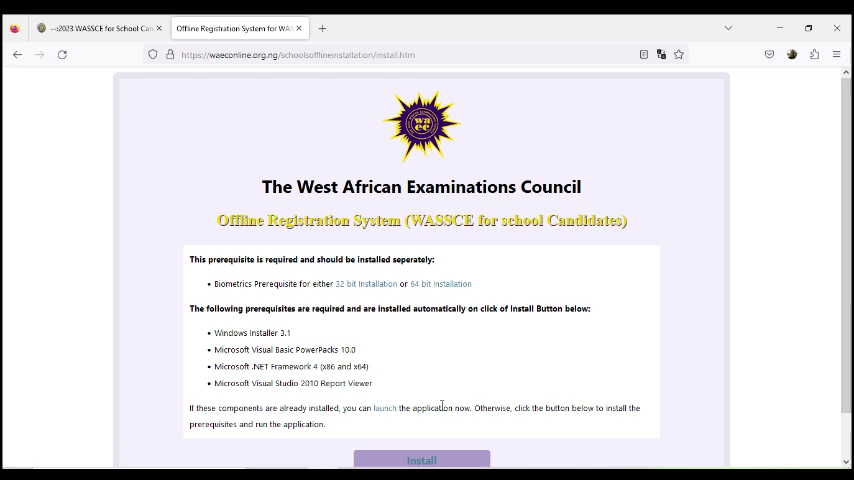 --:2023 WASSCE for School Can
Offline Registration System for WAS
https://waeconline.org.ng/schoolsofflineinstallation/install.htm
wa
ec
The West African Examinations Council
Offline Registration System (WASSCE for school Candidates)
This prerequisite is required and should be installed seperately:
• Biometrics Prerequisite for either 32 bit Installation or 64 bit Installation
The following prerequisites are required and are installed automatically on click of Install Button below:
• Windows Installer 3.1
• Microsoft Visual Basic PowerPacks 10.0
• Microsoft .NET Framework 4 (x86 and x64)
• Microsoft Visual Studio 2010 Report Viewer
If these components are already installed, you can launch the application now. Otherwise, click the button below to install the
prerequisites and run the application.
Install